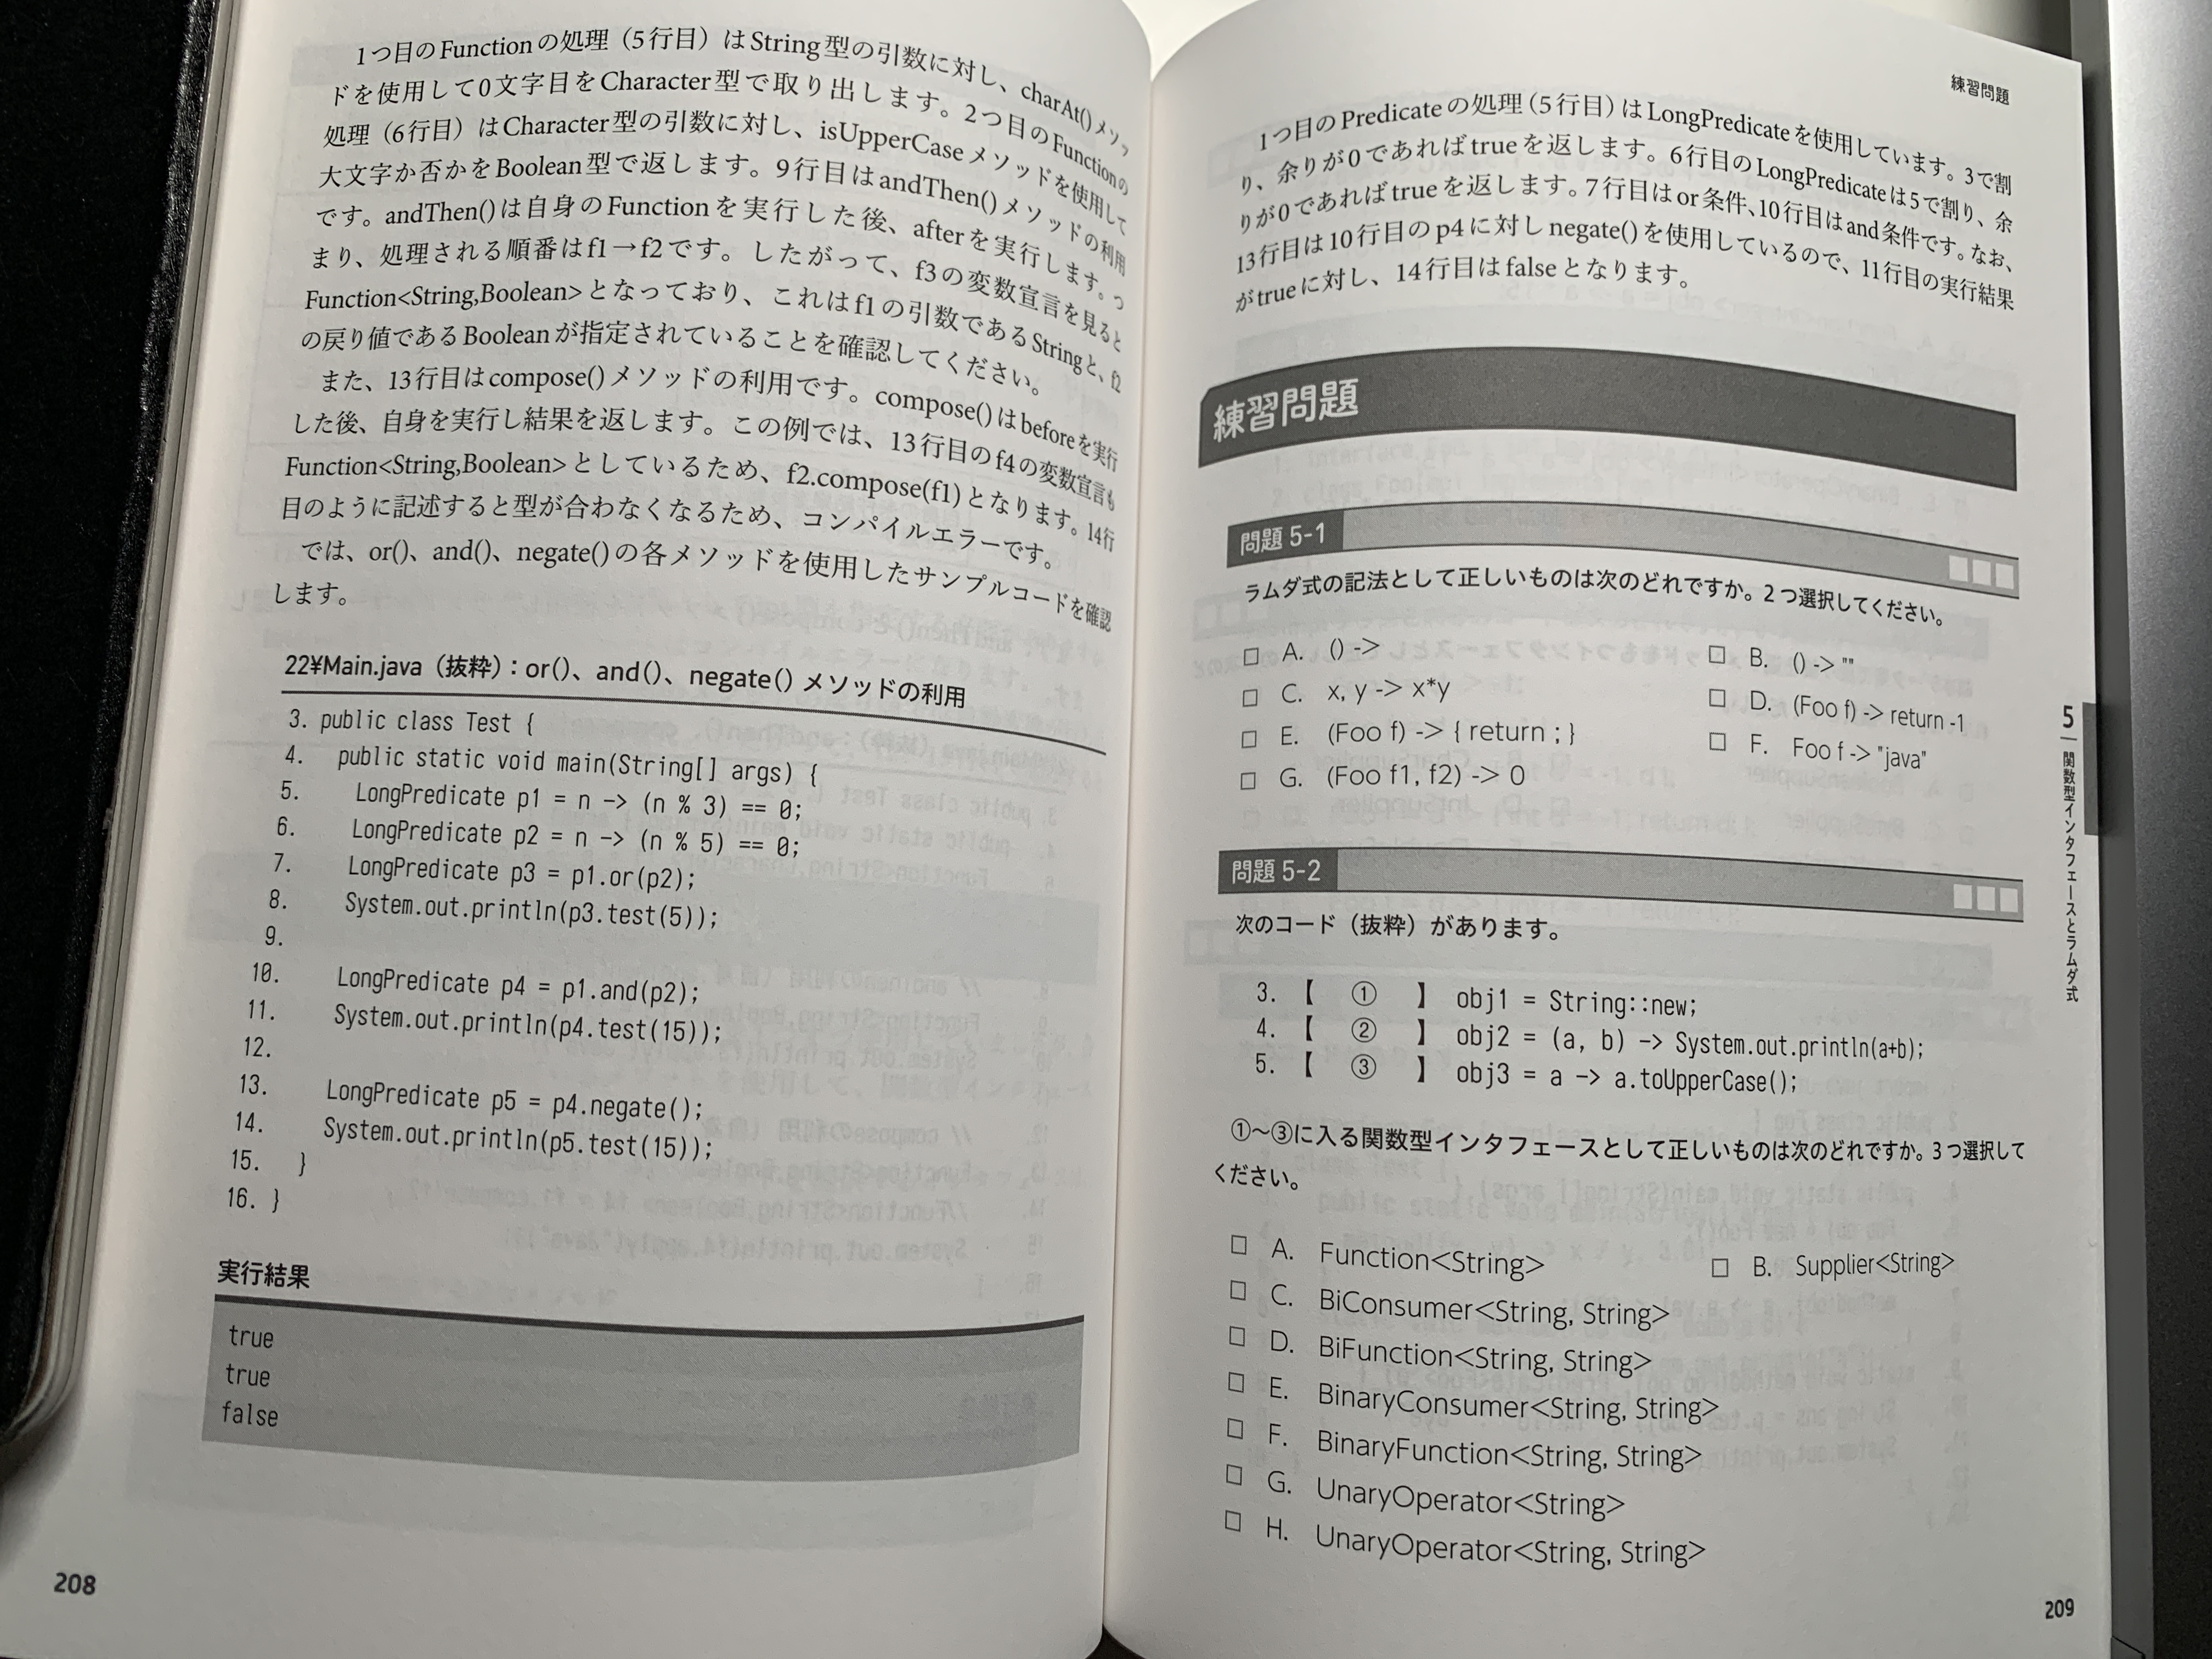 1つ目のFunctionの処理（5行目）はString型の引数に対し、charAt()メソッ
ドを使用して0文字目をCharacter型で取り出します。2つ目のFunctionの
処理（6行目）はCharacter型の引数に対し、isUpperCaseメソッドを使用して
大文字か否かをBoolean型で返します。9行目はandThen()メソッドの利用
です。andThen()は自身のFunctionを実行した後、afterを実行します。つ
まり、処理される順番はf1→f2です。したがって、f3の変数宣言を見ると
Function<String,Boolean>となっており、これはf1の引数であるStringと、f2
の戻り値であるBooleanが指定されていることを確認してください。
また、13行目はcompose()メソッドの利用です。compose()はbeforeを実行
した後、自身を実行し結果を返します。この例では、13行目のf4の変数宣言も
Function<String,Boolean>としているため、f2.compose(f1)となります。14行
目のように記述すると型が合わなくなるため、コンパイルエラーです。
では、or()、and()、negate()の各メソッドを使用したサンプルコードを確認
します。
22¥Main.java（抜粋）：or()、and()、negate() メソッドの利用
3. public class Test {
4. public static void main(String[] args) {
5. LongPredicate p1 = n -> (n % 3) == 0;
6. LongPredicate p2 = n -> (n % 5) == 0;
7. LongPredicate p3 = p1.or(p2);
8. System.out.println(p3.test(5));
9.
10. LongPredicate p4 = p1.and(p2);
11. System.out.println(p4.test(15));
12.
13. LongPredicate p5 = p4.negate();
14. System.out.println(p5.test(15));
15. }
16. }
実行結果
true
true
false
208
練習問題
1つ目のPredicateの処理（5行目）はLongPredicateを使用しています。3で割
り、余りが0であればtrueを返します。6行目のLongPredicateは5で割り、余
りが0であればtrueを返します。7行目はor条件、10行目はand条件です。なお、
13行目は10行目のp4に対しnegate()を使用しているので、11行目の実行結果
がtrueに対し、14行目はfalseとなります。
練習問題
問題 5-1
ラムダ式の記法として正しいものは次のどれですか。2つ選択してください。
□ A. () ->
□ B. () -> ""
□ C. x, y -> x*y
□ D. (Foo f) -> return -1
□ E. (Foo f) -> { return ; }
□ F. Foo f -> "java"
□ G. (Foo f1, f2) -> 0
問題 5-2
次のコード（抜粋）があります。
3. 【 ① 】 obj1 = String::new;
4. 【 ② 】 obj2 = (a, b) -> System.out.println(a+b);
5. 【 ③ 】 obj3 = a -> a.toUpperCase();
①～③に入る関数型インタフェースとして正しいものは次のどれですか。3つ選択して
ください。
□ A. Function<String>
□ B. Supplier<String>
□ C. BiConsumer<String, String>
□ D. BiFunction<String, String>
□ E. BinaryConsumer<String, String>
□ F. BinaryFunction<String, String>
□ G. UnaryOperator<String>
□ H. UnaryOperator<String, String>
5
関数型インタフェースとラムダ式
209